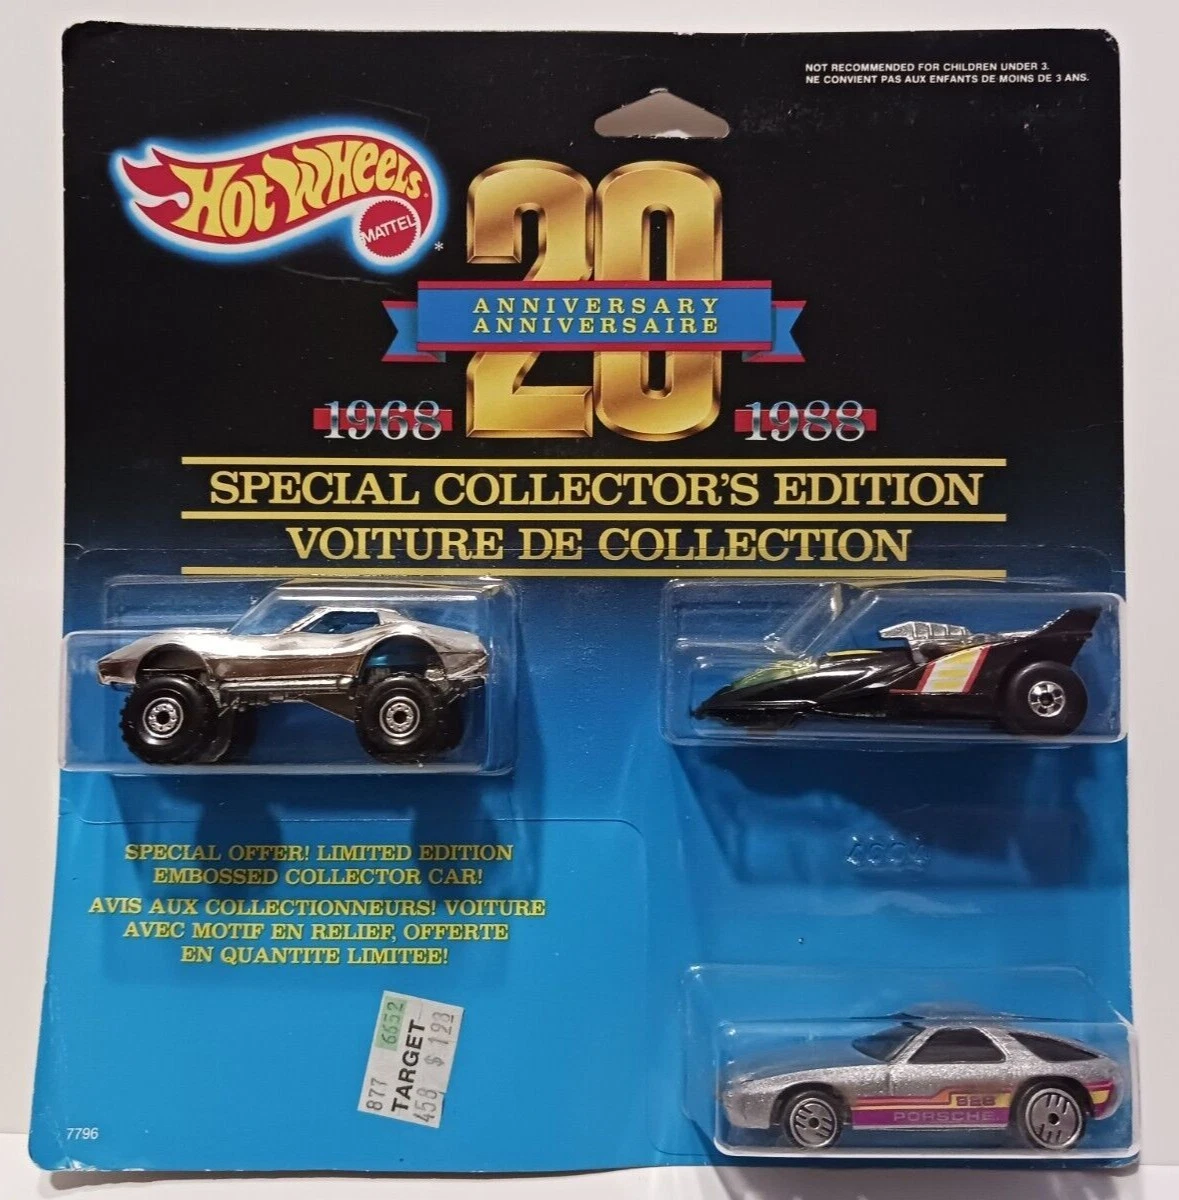 NOT RECOMMENDED FOR CHILDREN UNDER 3.
NE CONVIENT PAS AUX ENFANTS DE MOINS DE 3 ANS.
HOT WHEELS
MATTEL
*
20
ANNIVERSARY
ANNIVERSAIRE
1968
1988
SPECIAL COLLECTOR'S EDITION
VOITURE DE COLLECTION
SPECIAL OFFER! LIMITED EDITION
EMBOSSED COLLECTOR CAR!
AVIS AUX COLLECTIONNEURS! VOITURE
AVEC MOTIF EN RELIEF, OFFERTE
EN QUANTITE LIMITEE!
877 6652
TARGET
458 $
PORSCHE
7796